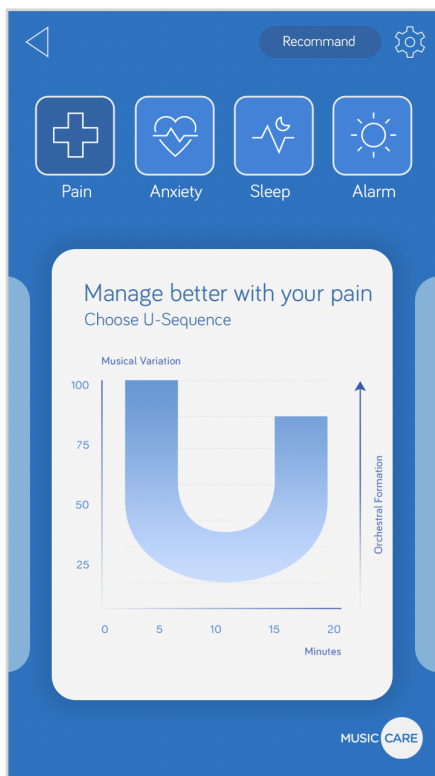 Recommand
Pain Anxiety Sleep Alarm
Manage better with your pain
Choose U-Sequence
Musical Variation
100
75
50
25
Orchestral Formation
0 5 10 15 20
Minutes
MUSIC CARE